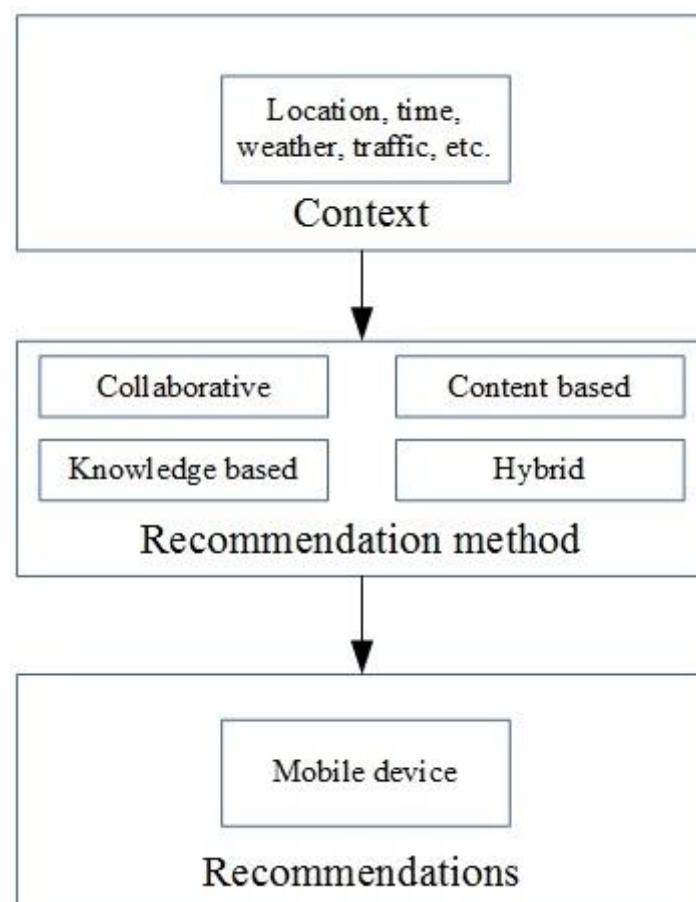 Location, time,
weather, traffic, etc.
Context
Collaborative
Content based
Knowledge based
Hybrid
Recommendation method
Mobile device
Recommendations